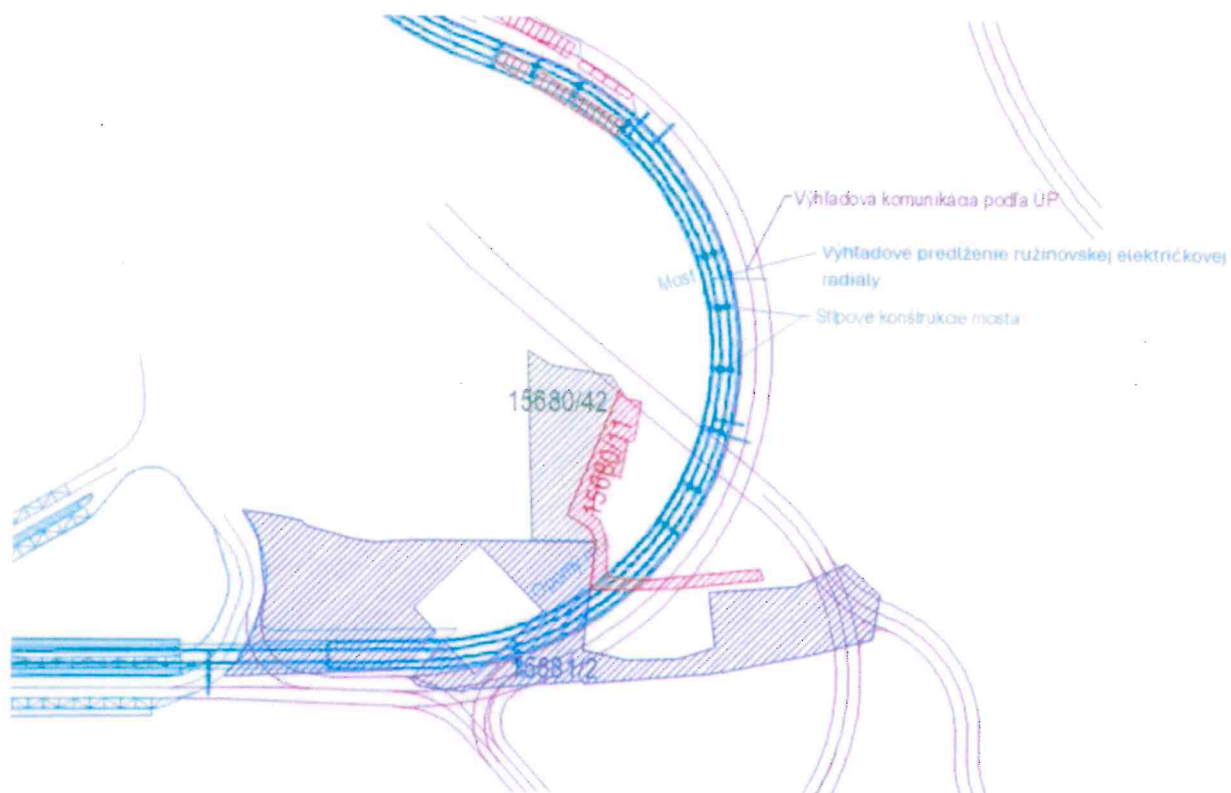 Výhľadová komunikácia podľa ÚP
Výhľadové predĺženie ružinovskej električkovej
radiály
Most
Stĺpové konštrukcie mosta
15680/42
15680/11
15681/2